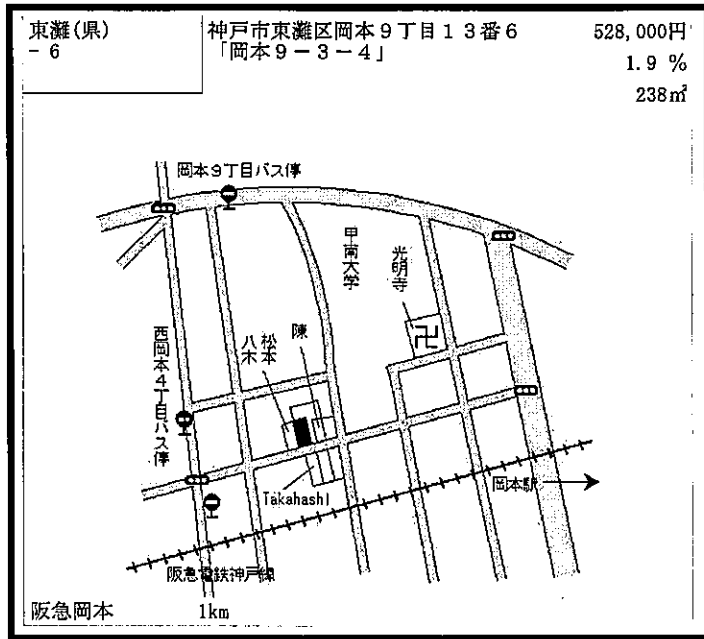 東灘(県)
- 6
神戸市東灘区岡本９丁目１３番６
「岡本９－３－４」
528,000円
1.9 %
238㎡
岡本9丁目バス停
甲南大学
光明寺
西岡本4丁目バス停
八木
松本
陳
卍
Takahashi
岡本駅
阪急電鉄神戸線
阪急岡本
1km